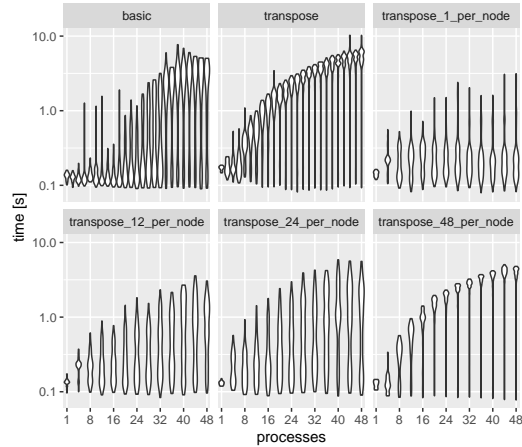 basic transpose transpose_1_per_node
10.0
1.0
0.1
transpose_12_per_node transpose_24_per_node transpose_48_per_node
10.0
1.0
0.1
time [s]
1 8 16 24 32 40 48 1 8 16 24 32 40 48 1 8 16 24 32 40 48
processes